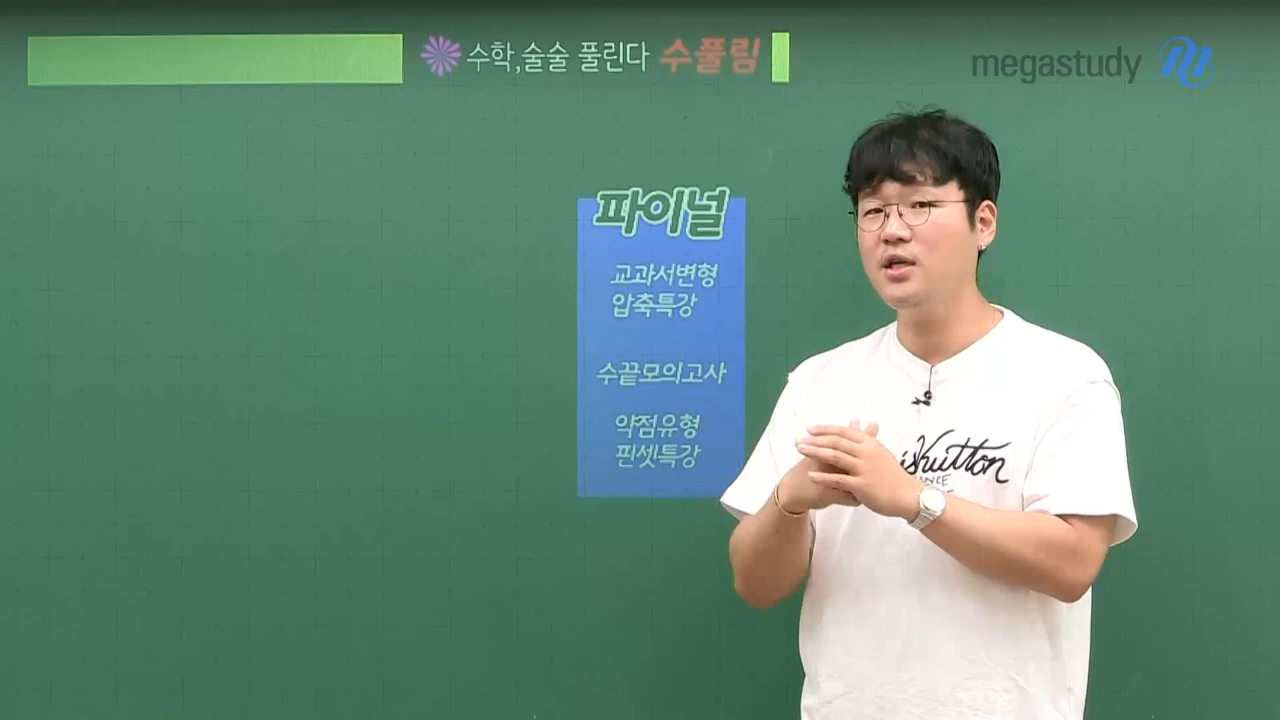 수학,술술 풀린다 수풀림
megastudy
파이널
교과서변형
압축특강
수끝모의고사
약점유형
핀셋특강
Vuitton